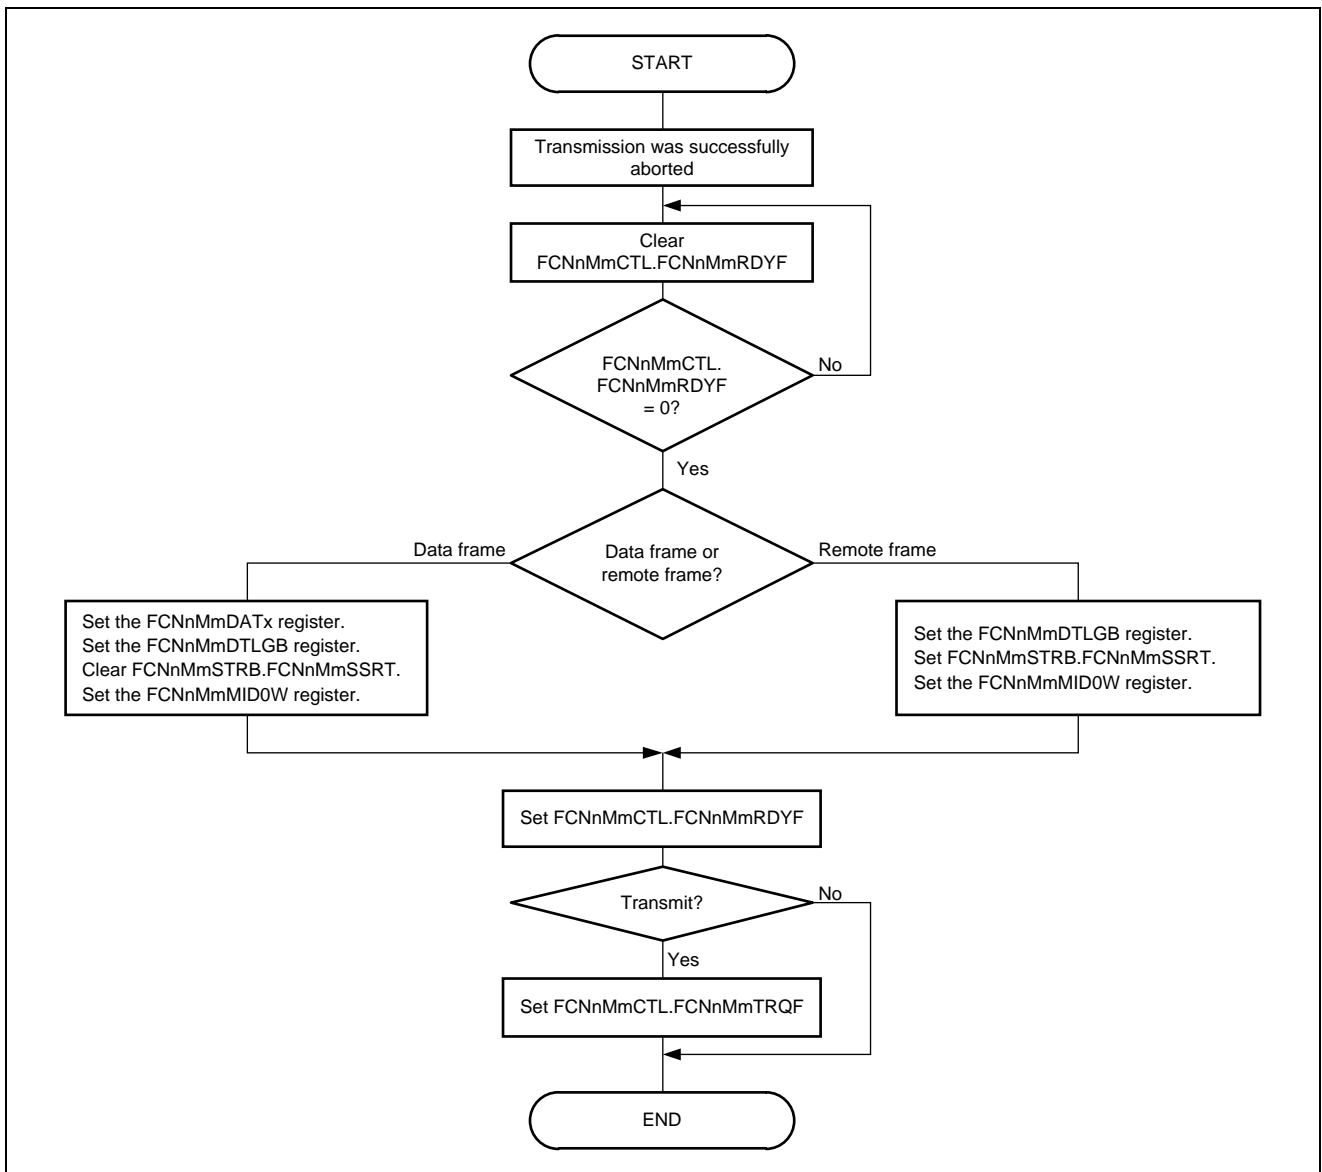 START
Transmission was successfully
aborted
Clear
FCNnMmCTL.FCNnMmRDYF
FCNnMmCTL.
FCNnMmRDYF
= 0?
No
Yes
Data frame
Data frame or
remote frame?
Remote frame
Set the FCNnMmDATx register.
Set the FCNnMmDTLGB register.
Clear FCNnMmSTRB.FCNnMmSSRT.
Set the FCNnMmMID0W register.
Set the FCNnMmDTLGB register.
Set FCNnMmSTRB.FCNnMmSSRT.
Set the FCNnMmMID0W register.
Set FCNnMmCTL.FCNnMmRDYF
Transmit?
No
Yes
Set FCNnMmCTL.FCNnMmTRQF
END